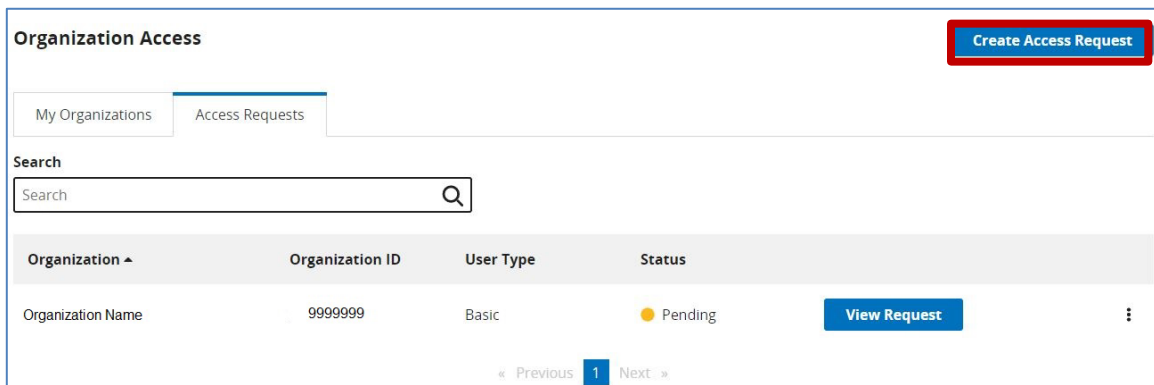 Organization Access
Create Access Request
My Organizations Access Requests
Search
Search
Organization Organization ID User Type Status
Organization Name 9999999 Basic Pending View Request
« Previous 1 Next »